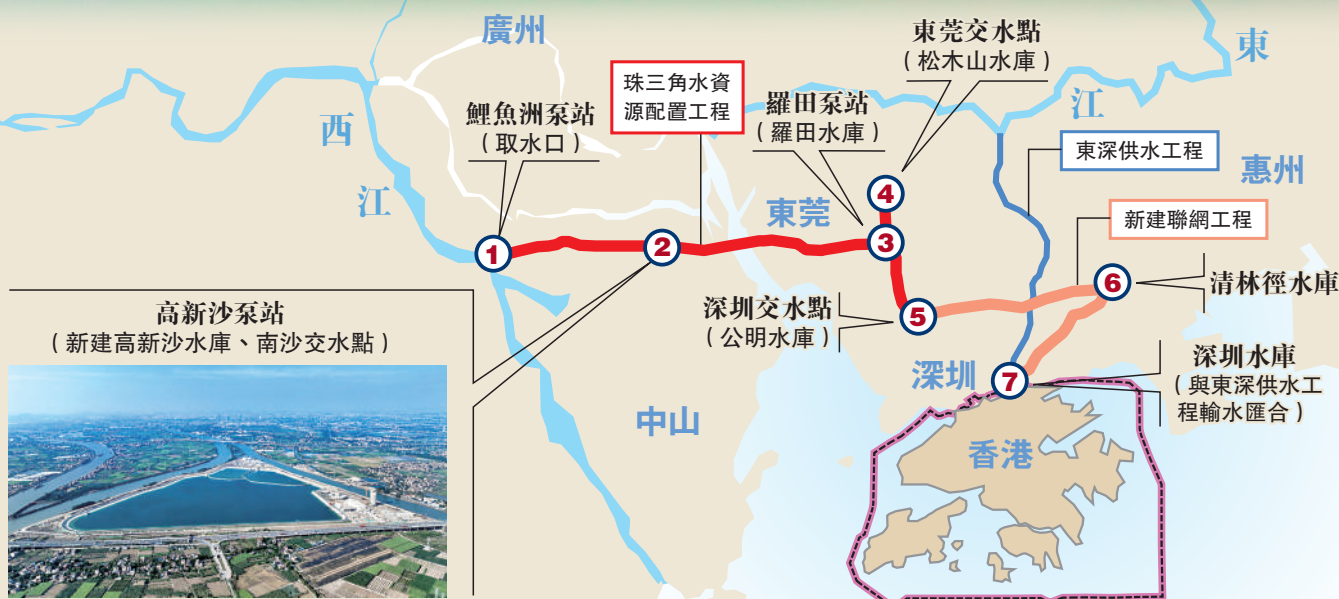 廣州
東莞交水點
（松木山水庫）
東
江
珠三角水資
源配置工程
鯉魚洲泵站
（取水口）
羅田泵站
（羅田水庫）
西
江
東深供水工程
惠州
東莞
4
新建聯網工程
1
2
3
6
清林徑水庫
高新沙泵站
（新建高新沙水庫、南沙交水點）
深圳交水點
（公明水庫）
5
深圳
7
深圳水庫
（與東深供水工
程輸水匯合）
中山
香港